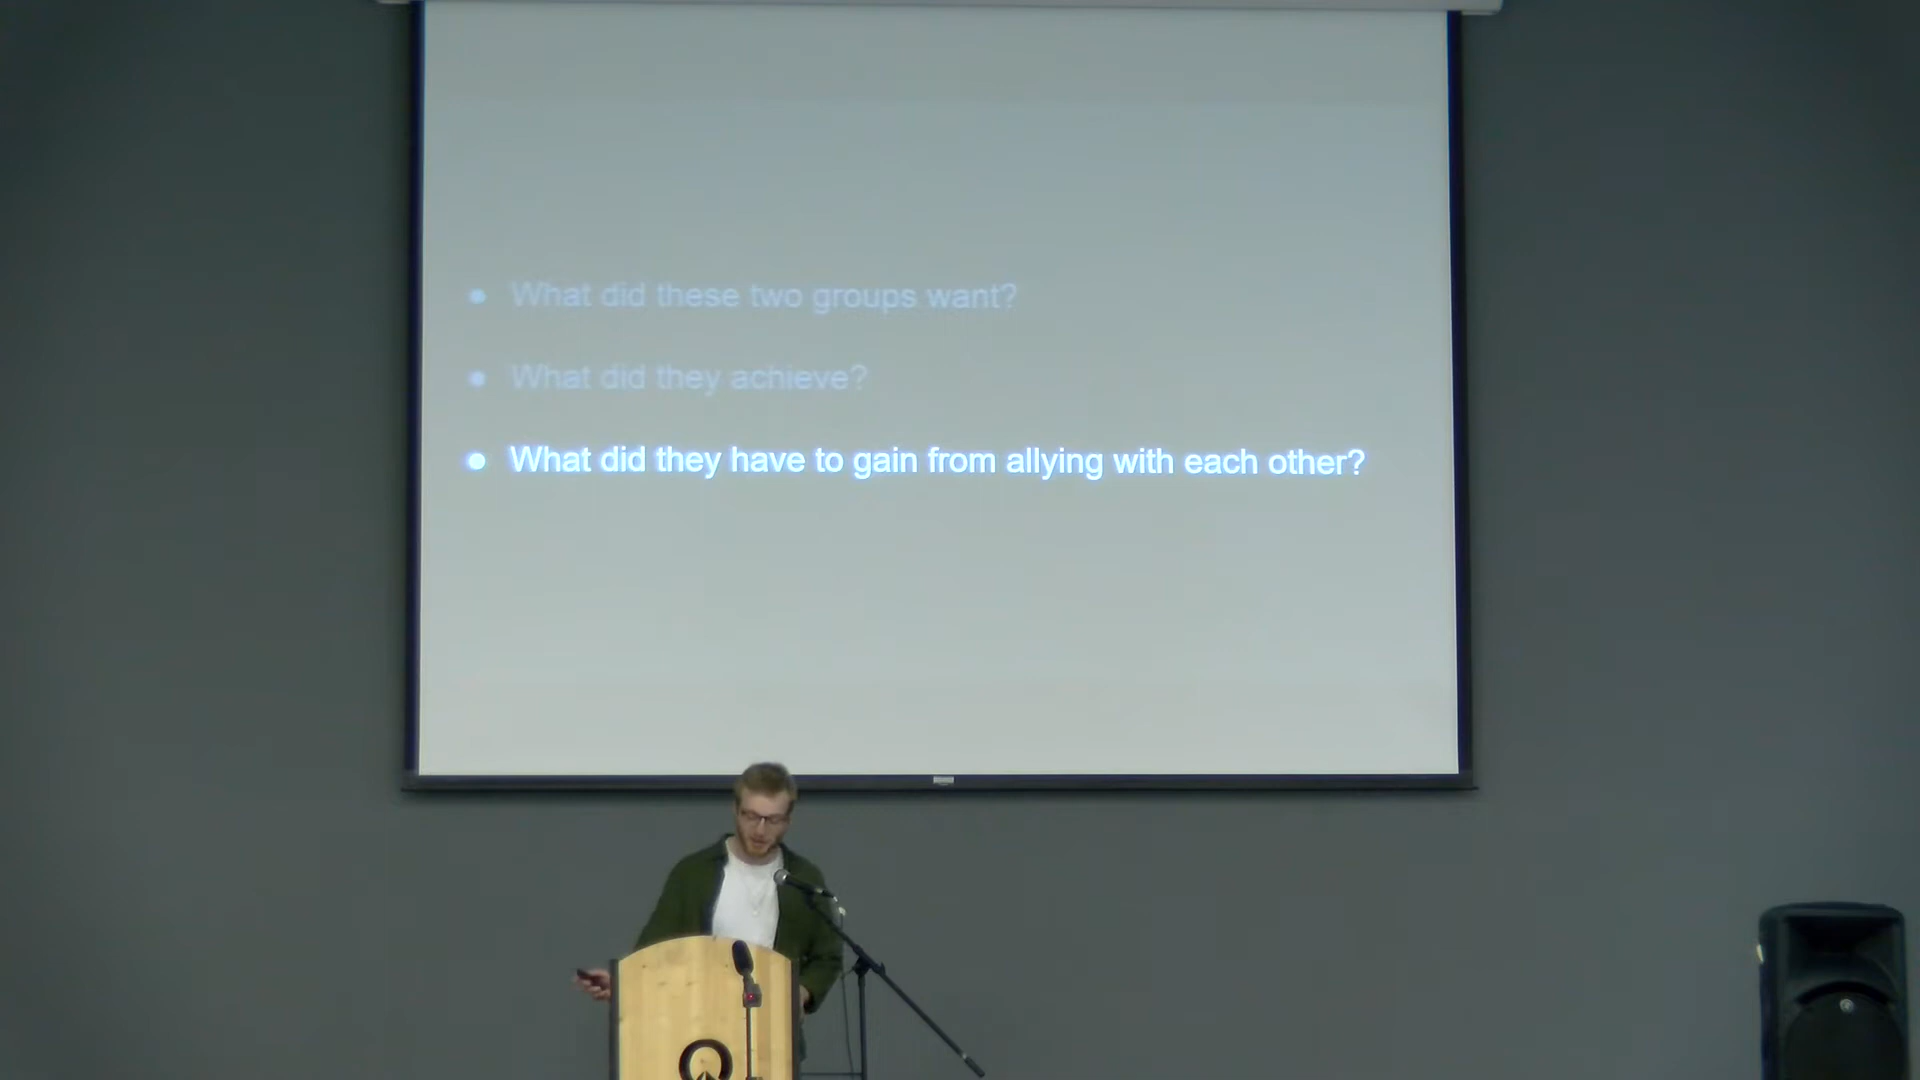 • What did these two groups want?
• What did they achieve?
• What did they have to gain from allying with each other?